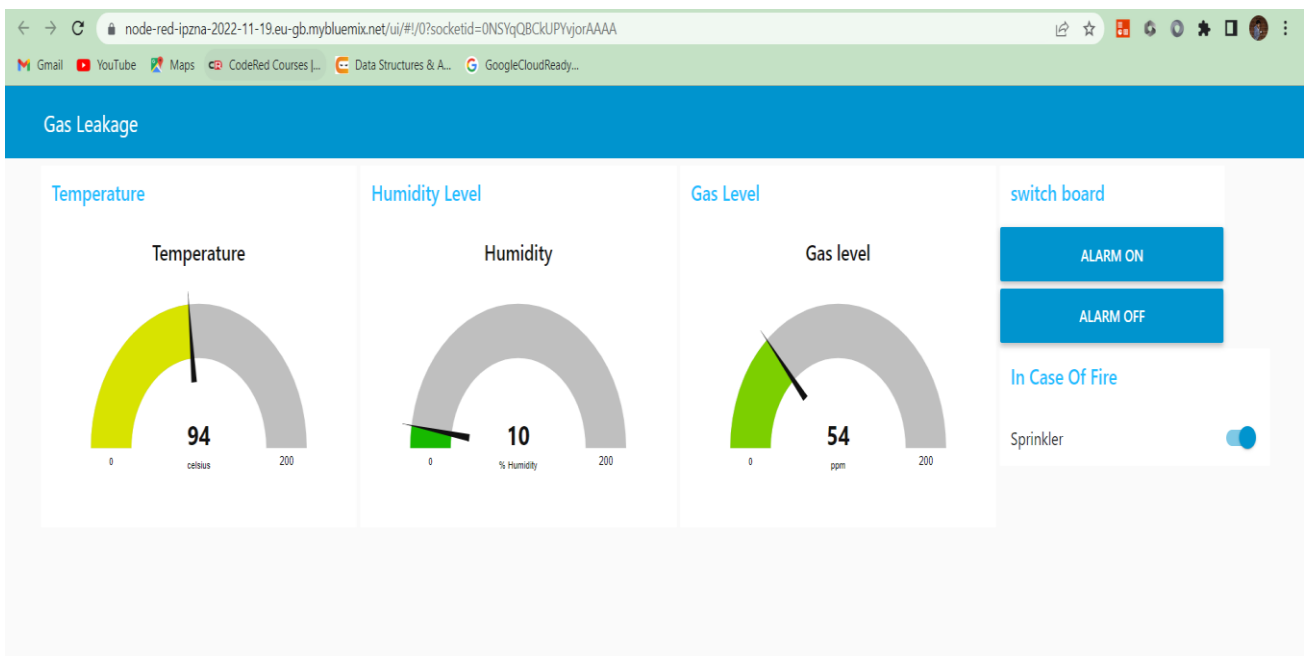 node-red-ipzna-2022-11-19.eu-gb.mybluemix.net/ui/#!/0?socketid=0NSYqQBCkUPYvjorAAAA
Gmail YouTube Maps CodeRed Courses |... Data Structures & A... GoogleCloudReady...
Gas Leakage
Temperature
Temperature
94
celsius
0
200
Humidity Level
Humidity
10
% Humidity
0
200
Gas Level
Gas level
54
ppm
0
200
switch board
ALARM ON
ALARM OFF
In Case Of Fire
Sprinkler